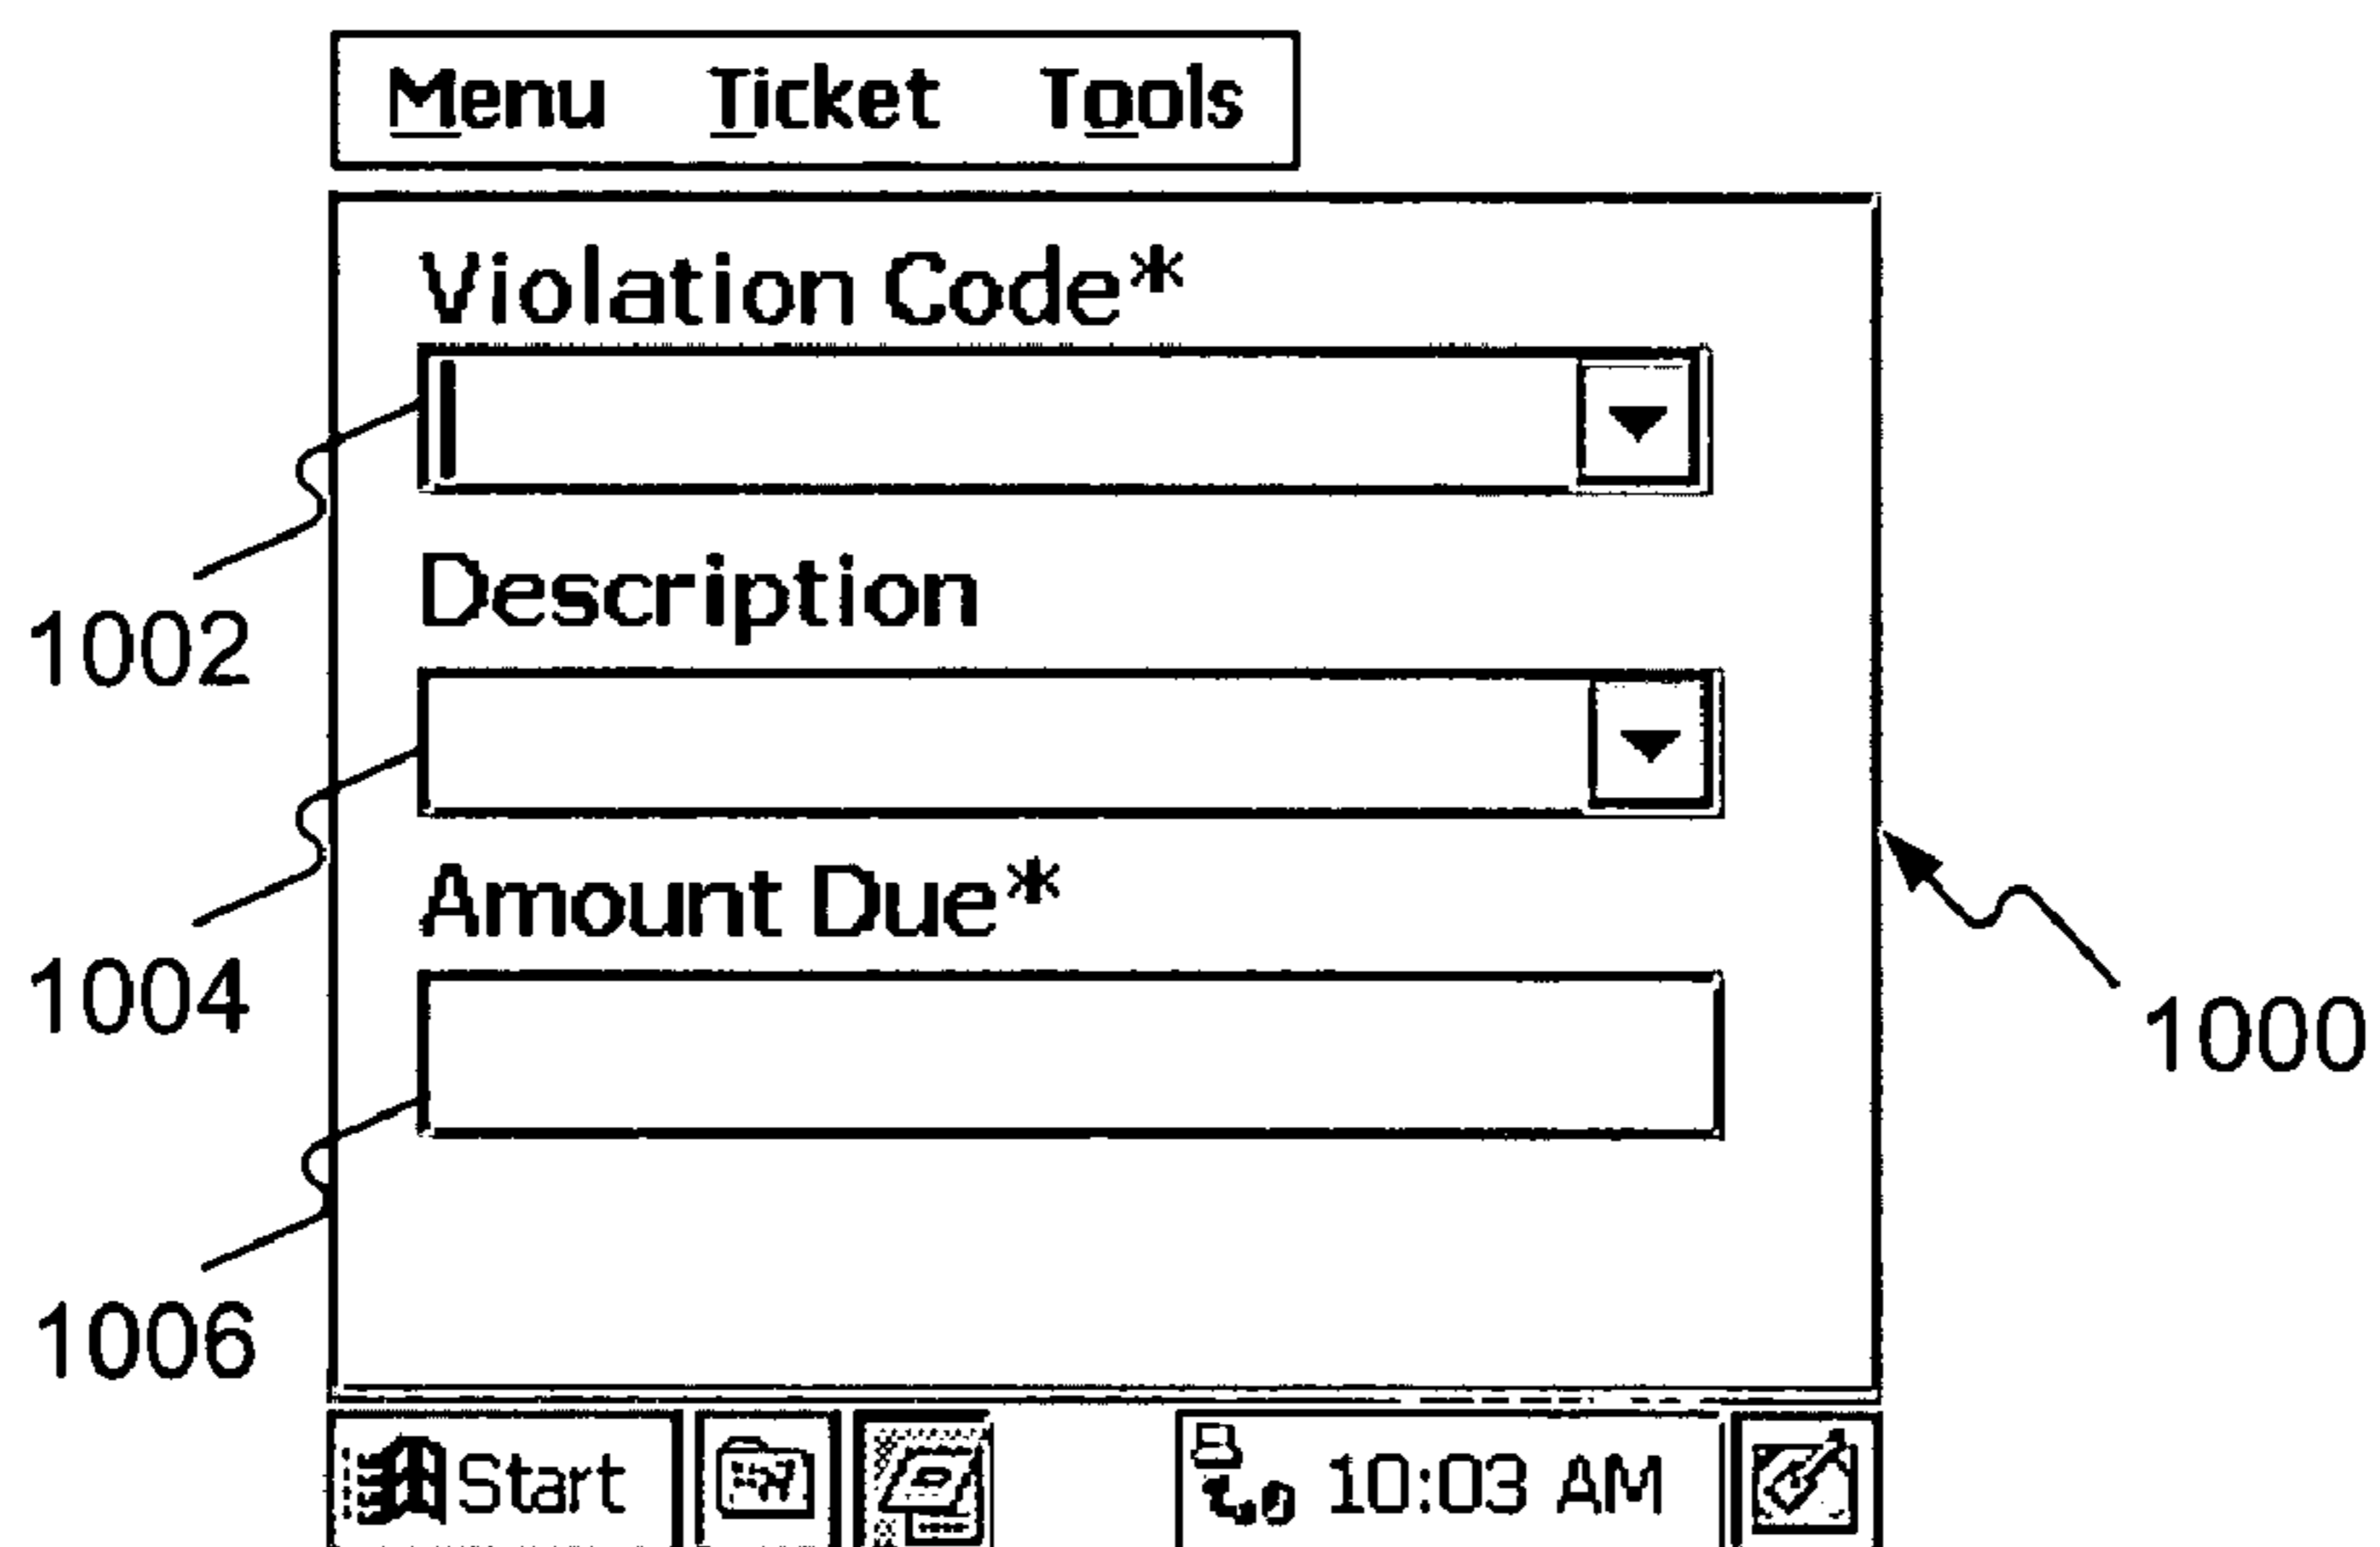 Menu Ticket Tools
Violation Code*
1002
Description
1004
Amount Due*
1000
1006
Start 10:03 AM